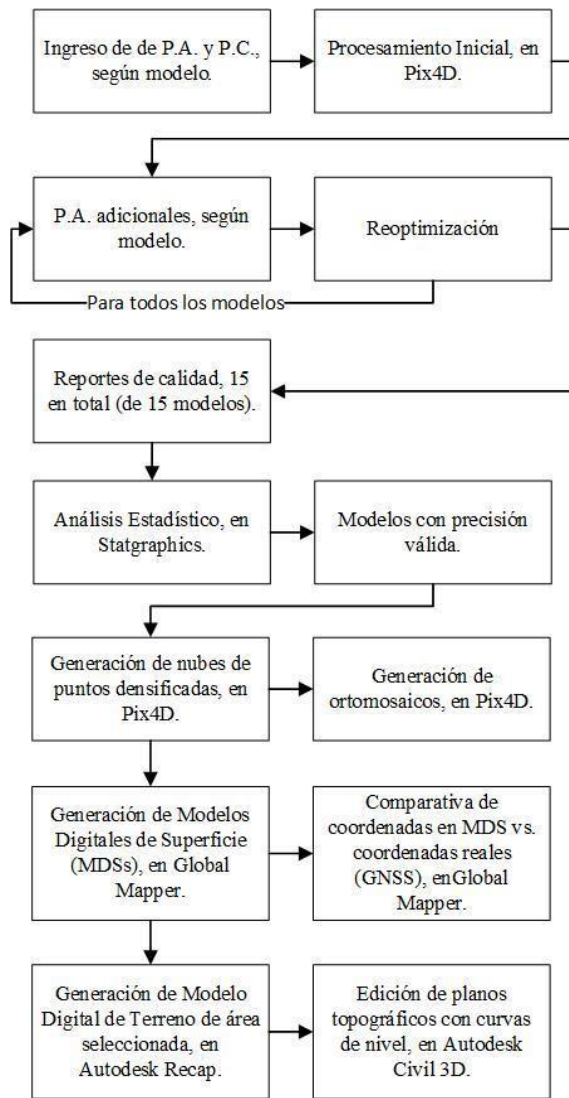 Ingreso de de P.A. y P.C.,
según modelo.
Procesamiento Inicial, en
Pix4D.
P.A. adicionales, según
modelo.
Reoptimización
Para todos los modelos
Reportes de calidad, 15
en total (de 15 modelos).
Análisis Estadístico, en
Statgraphics.
Modelos con precisión
válida.
Generación de nubes de
puntos densificadas, en
Pix4D.
Generación de
ortomosaicos, en Pix4D.
Generación de Modelos
Digitales de Superficie
(MDSs), en Global
Mapper.
Comparativa de
coordenadas en MDS vs.
coordenadas reales
(GNSS), enGlobal
Mapper.
Generación de Modelo
Digital de Terreno de área
seleccionada, en
Autodesk Recap.
Edición de planos
topográficos con curvas
de nivel, en Autodesk
Civil 3D.